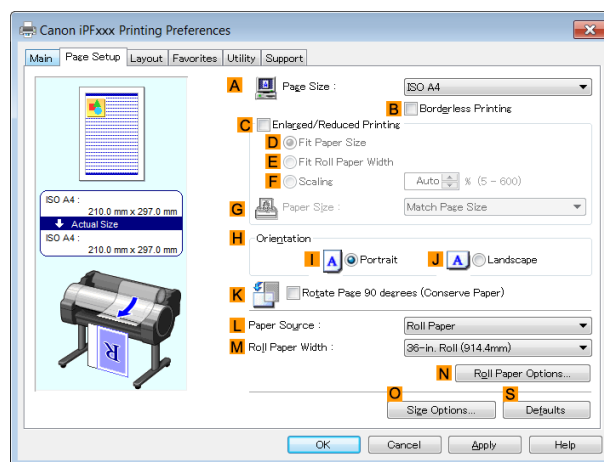 Canon iPFxxx Printing Preferences
Main Page Setup Layout Favorites Utility Support
A Page Size : ISO A4
B Borderless Printing
C Enlarged/Reduced Printing
D Fit Paper Size
E Fit Roll Paper Width
F Scaling Auto % (5 - 600)
G Paper Size : Match Page Size
ISO A4 :
210.0 mm x 297.0 mm
Actual Size
ISO A4 :
210.0 mm x 297.0 mm
H Orientation
I A Portrait J A Landscape
K Rotate Page 90 degrees (Conserve Paper)
L Paper Source : Roll Paper
M Roll Paper Width : 36-in. Roll (914.4mm)
R
N Roll Paper Options...
O S
Size Options... Defaults
OK Cancel Apply Help